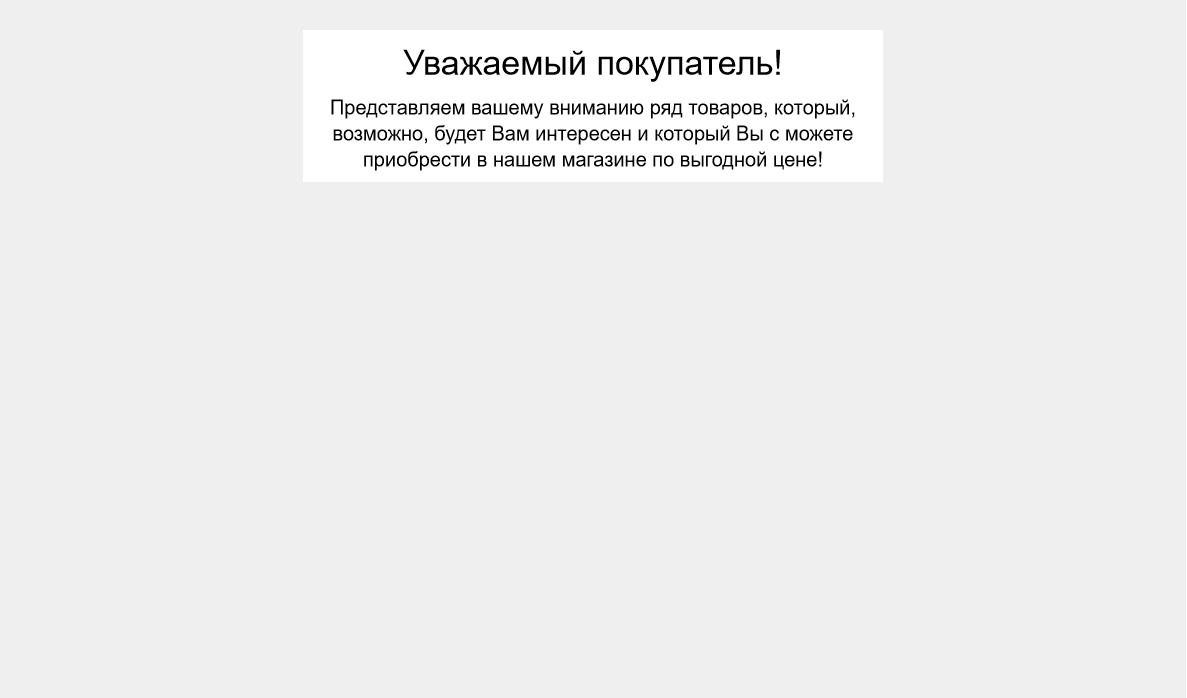 Уважаемый покупатель!
Представляем вашему вниманию ряд товаров, который,
возможно, будет Вам интересен и который Вы с можете
приобрести в нашем магазине по выгодной цене!